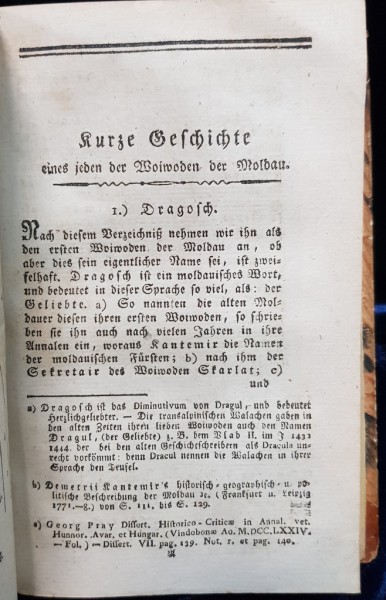 Kurze Geschichte
eines jeden der Woiwoden der Moldau.
1.) Dragosch.
Nach diesem Verzeichniß nehmen wir ihn als
den ersten Woiwoden der Moldau an, ob
aber dies sein eigentlicher Name sei, ist zwei-
felhaft. Dragosch ist ein moldauisches Wort,
und bedeutet in dieser Sprache so viel, als: der
Geliebte. a) So nannten die alten Mol-
dauer diesen ihren ersten Woiwoden, so schrie-
ben sie ihn auch nach vielen Jahren in ihre
Annalen ein, woraus Kantemir die Namen
der moldauischen Fürsten; b) nach ihm der
Sekretair des Woiwoden Skarlat; c)
und
a) Dragosch ist das Diminutivum von Dragul, und bedeutet
Herzlichgeliebter. — Die transalpinischen Walachen gaben in
den alten Zeiten ihren lieben Woiwoden auch den Namen
Dragul, (der Geliebte) z. B. dem Vlad II. im J 1433
1444. der bei den alten Geschichtschreibern als Dracula un-
recht vorkömmt: denn Dracul nennen die Walachen in ihrer
Sprache den Teufel.
b) Demetrii Kantemir's historisch-geographisch- u. po-
litische Beschreibung der Moldau ꝛc. (Frankfurt u. Leipzig
1771.—8.) von S. 111. bis S. 129.
c) Georg Pray Dissert. Historico-Criticæ in Annal. vet.
Hunnor. Avar. et Hungar. (Vindobonæ Ao. M,DCC.LXXIV.
— Fol.) — Dissert. VII. pag. 139. Not, r. et pag. 140.
A